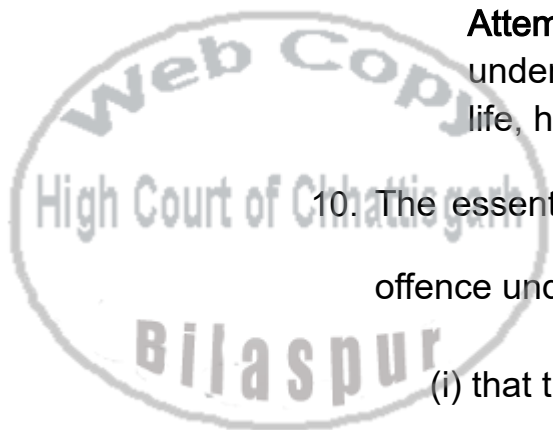 Attem
under
life, h
Web Copy
High Court of Chhattisgarh
10. The essent
offence und
Bilaspur
(i) that t